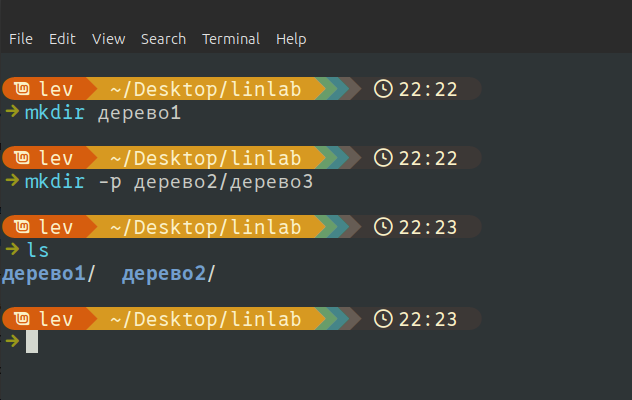 File Edit View Search Terminal Help
lev ~/Desktop/linlab 22:22
→mkdir дерево1
lev ~/Desktop/linlab 22:22
→mkdir -p дерево2/дерево3
lev ~/Desktop/linlab 22:23
→ls
дерево1/ дерево2/
lev ~/Desktop/linlab 22:23
→